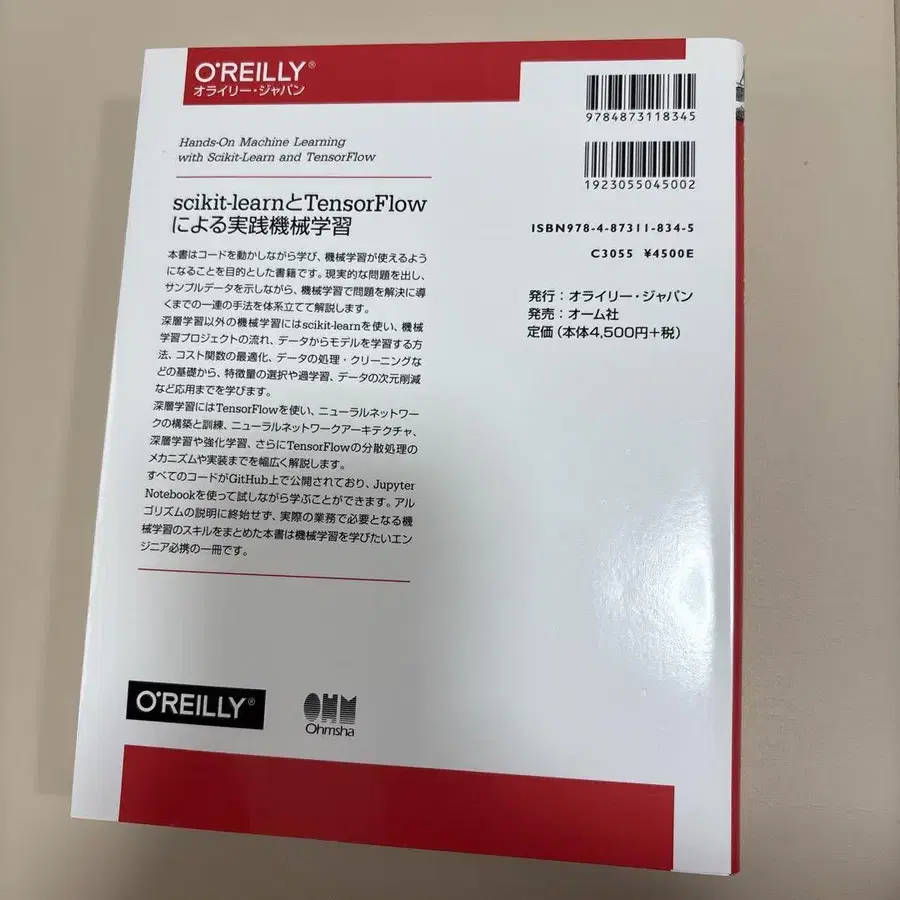 O'REILLY®
オライリー・ジャパン
Hands-On Machine Learning
with Scikit-Learn and TensorFlow
scikit-learnとTensorFlow
による実践機械学習
本書はコードを動かしながら学び、機械学習が使えるよう
になることを目的とした書籍です。現実的な問題を出し、
サンプルデータを示しながら、機械学習で問題を解決に導
くまでの一連の手法を体系立てて解説します。
深層学習以外の機械学習にはscikit-learnを使い、機械
学習プロジェクトの流れ、データからモデルを学習する方
法、コスト関数の最適化、データの処理・クリーニングな
どの基礎から、特徴量の選択や過学習、データの次元削減
など応用までを学びます。
深層学習にはTensorFlowを使い、ニューラルネットワー
クの構築と訓練、ニューラルネットワークアーキテクチャ、
深層学習や強化学習、さらにTensorFlowの分散処理の
メカニズムや実装までを幅広く解説します。
すべてのコードがGitHub上で公開されており、Jupyter
Notebookを使って試しながら学ぶことができます。アル
ゴリズムの説明に終始せず、実際の業務で必要となる機
械学習のスキルをまとめた本書は機械学習を学びたいエン
ジニア必携の一冊です。
9784873118345
1923055045002
ISBN978-4-87311-834-5
C3055 ¥4500E
発行：オライリー・ジャパン
発売：オーム社
定価（本体4,500円+税）
O'REILLY®
OHM
Ohmsha